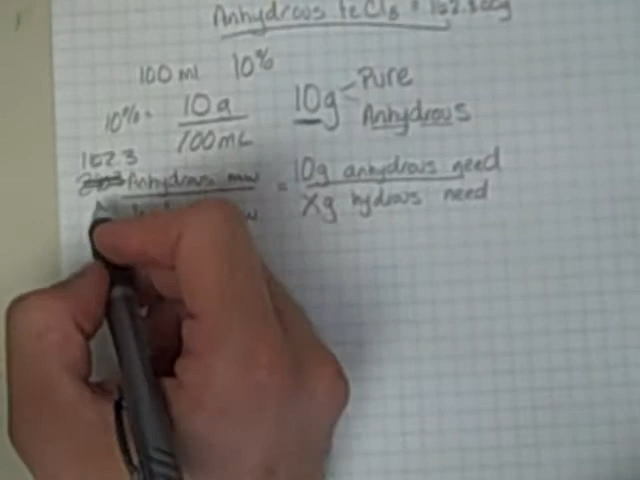 Anhydrous FeCl3 = 162.300g
100 ml 10%
10% = 10g / 100mL
10g Pure
Anhydrous
162.3
Anhydrous mw = 10g anhydrous need
Xg hydrous need